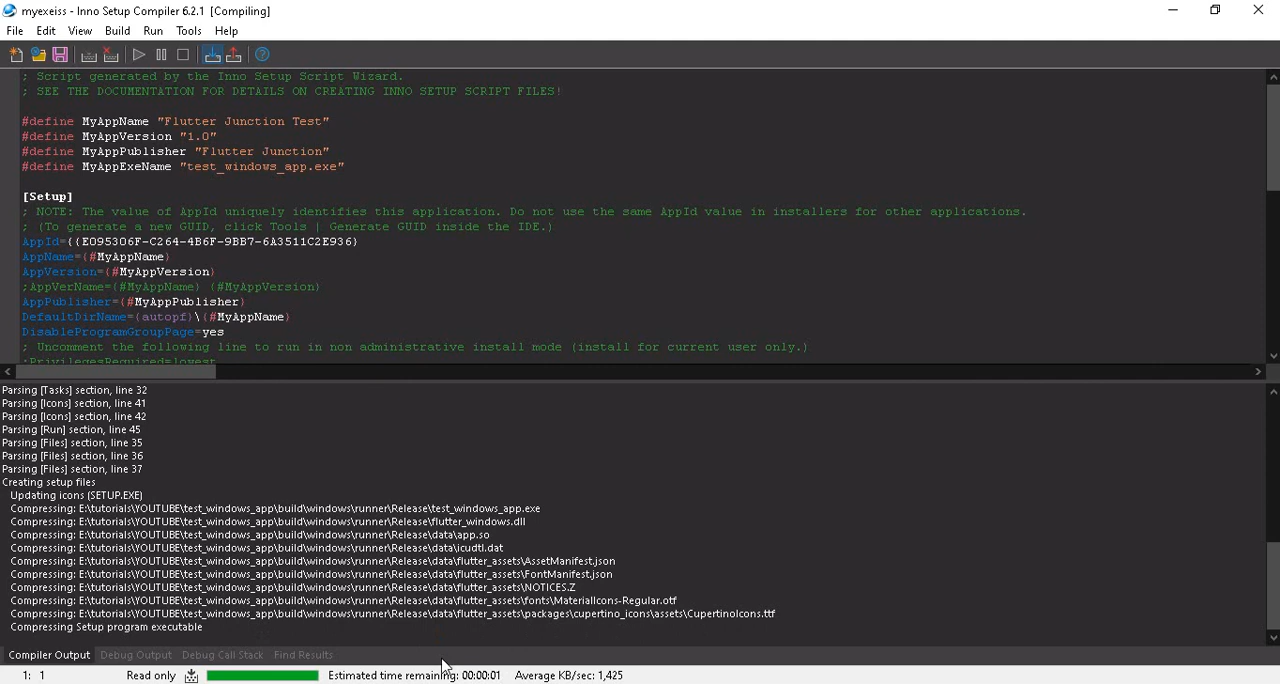 myexeiss - Inno Setup Compiler 6.2.1 [Compiling]
File Edit View Build Run Tools Help
; Script generated by the Inno Setup Script Wizard.
; SEE THE DOCUMENTATION FOR DETAILS ON CREATING INNO SETUP SCRIPT FILES!
#define MyAppName "Flutter Junction Test"
#define MyAppVersion "1.0"
#define MyAppPublisher "Flutter Junction"
#define MyAppExeName "test_windows_app.exe"
[Setup]
; NOTE: The value of AppId uniquely identifies this application. Do not use the same AppId value in installers for other applications.
; (To generate a new GUID, click Tools | Generate GUID inside the IDE.)
AppId={{E095306F-C264-4B6F-9BB7-6A3511C2E936}
AppName={#MyAppName}
AppVersion={#MyAppVersion}
;AppVerName={#MyAppName} {#MyAppVersion}
AppPublisher={#MyAppPublisher}
DefaultDirName={autopf}\{#MyAppName}
DisableProgramGroupPage=yes
; Uncomment the following line to run in non administrative install mode (install for current user only.)
;PrivilegesRequired=lowest
Parsing [Tasks] section, line 32
Parsing [Icons] section, line 41
Parsing [Icons] section, line 42
Parsing [Run] section, line 45
Parsing [Files] section, line 35
Parsing [Files] section, line 36
Parsing [Files] section, line 37
Creating setup files
Updating icons (SETUP.EXE)
Compressing: E:\tutorials\YOUTUBE\test_windows_app\build\windows\runner\Release\test_windows_app.exe
Compressing: E:\tutorials\YOUTUBE\test_windows_app\build\windows\runner\Release\flutter_windows.dll
Compressing: E:\tutorials\YOUTUBE\test_windows_app\build\windows\runner\Release\data\app.so
Compressing: E:\tutorials\YOUTUBE\test_windows_app\build\windows\runner\Release\data\icudtl.dat
Compressing: E:\tutorials\YOUTUBE\test_windows_app\build\windows\runner\Release\data\flutter_assets\AssetManifest.json
Compressing: E:\tutorials\YOUTUBE\test_windows_app\build\windows\runner\Release\data\flutter_assets\FontManifest.json
Compressing: E:\tutorials\YOUTUBE\test_windows_app\build\windows\runner\Release\data\flutter_assets\NOTICES.Z
Compressing: E:\tutorials\YOUTUBE\test_windows_app\build\windows\runner\Release\data\flutter_assets\fonts\MaterialIcons-Regular.otf
Compressing: E:\tutorials\YOUTUBE\test_windows_app\build\windows\runner\Release\data\flutter_assets\packages\cupertino_icons\assets\CupertinoIcons.ttf
Compressing Setup program executable
Compiler Output Debug Output Debug Call Stack Find Results
1: 1 Read only Estimated time remaining: 00:00:01 Average KB/sec: 1,425